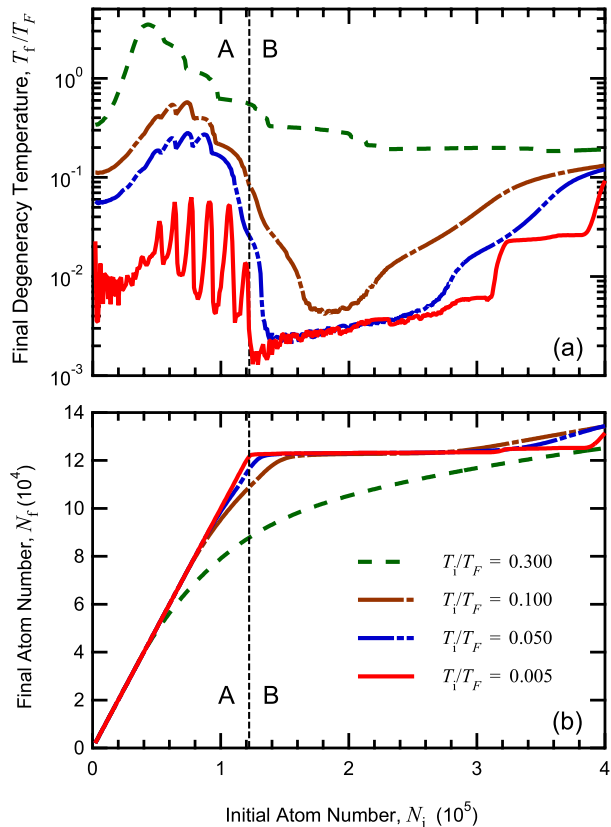 Final Degeneracy Temperature, T_f/T_F
10^0
10^-1
10^-2
10^-3
A
B
(a)
Final Atom Number, N_f (10^4)
14
12
10
8
6
4
2
0
T_i/T_F = 0.300
T_i/T_F = 0.100
T_i/T_F = 0.050
T_i/T_F = 0.005
A
B
(b)
0
1
2
3
4
Initial Atom Number, N_i (10^5)